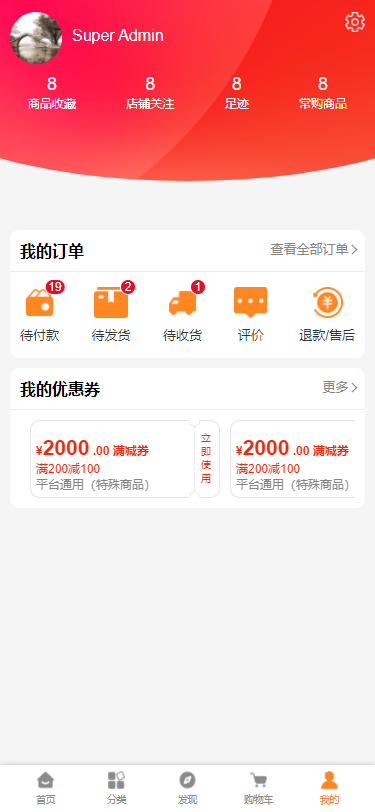 Super Admin
8 8 8 8
商品收藏 店铺关注 足迹 常购商品
我的订单 查看全部订单
19 2 1
待付款 待发货 待收货 评价 退款/售后
我的优惠券 更多
¥2000 .00 满减券
满200减100
平台通用（特殊商品）
立即使用
¥2000 .00 满减券
满200减100
平台通用（特殊商品）
首页 分类 发现 购物车 我的